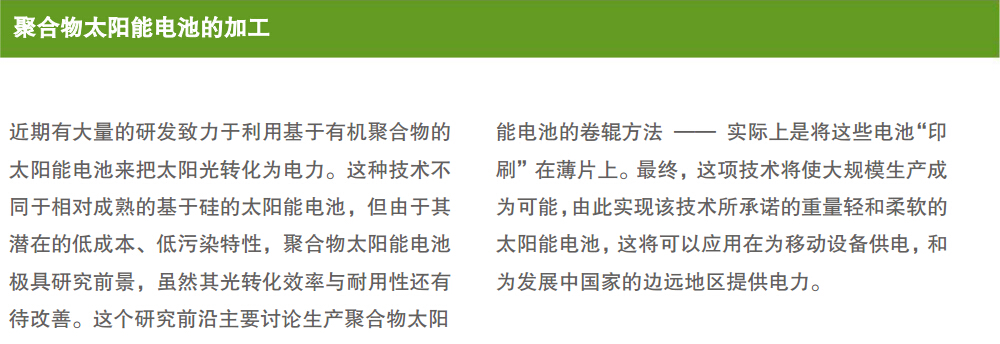 聚合物太阳能电池的加工
近期有大量的研发致力于利用基于有机聚合物的
太阳能电池来把太阳光转化为电力。这种技术不
同于相对成熟的基于硅的太阳能电池，但由于其
潜在的低成本、低污染特性，聚合物太阳能电池
极具研究前景，虽然其光转化效率与耐用性还有
待改善。这个研究前沿主要讨论生产聚合物太阳
能电池的卷辊方法 —— 实际上是将这些电池“印
刷” 在薄片上。最终，这项技术将使大规模生产成
为可能，由此实现该技术所承诺的重量轻和柔软的
太阳能电池，这将可以应用在为移动设备供电，和
为发展中国家的边远地区提供电力。